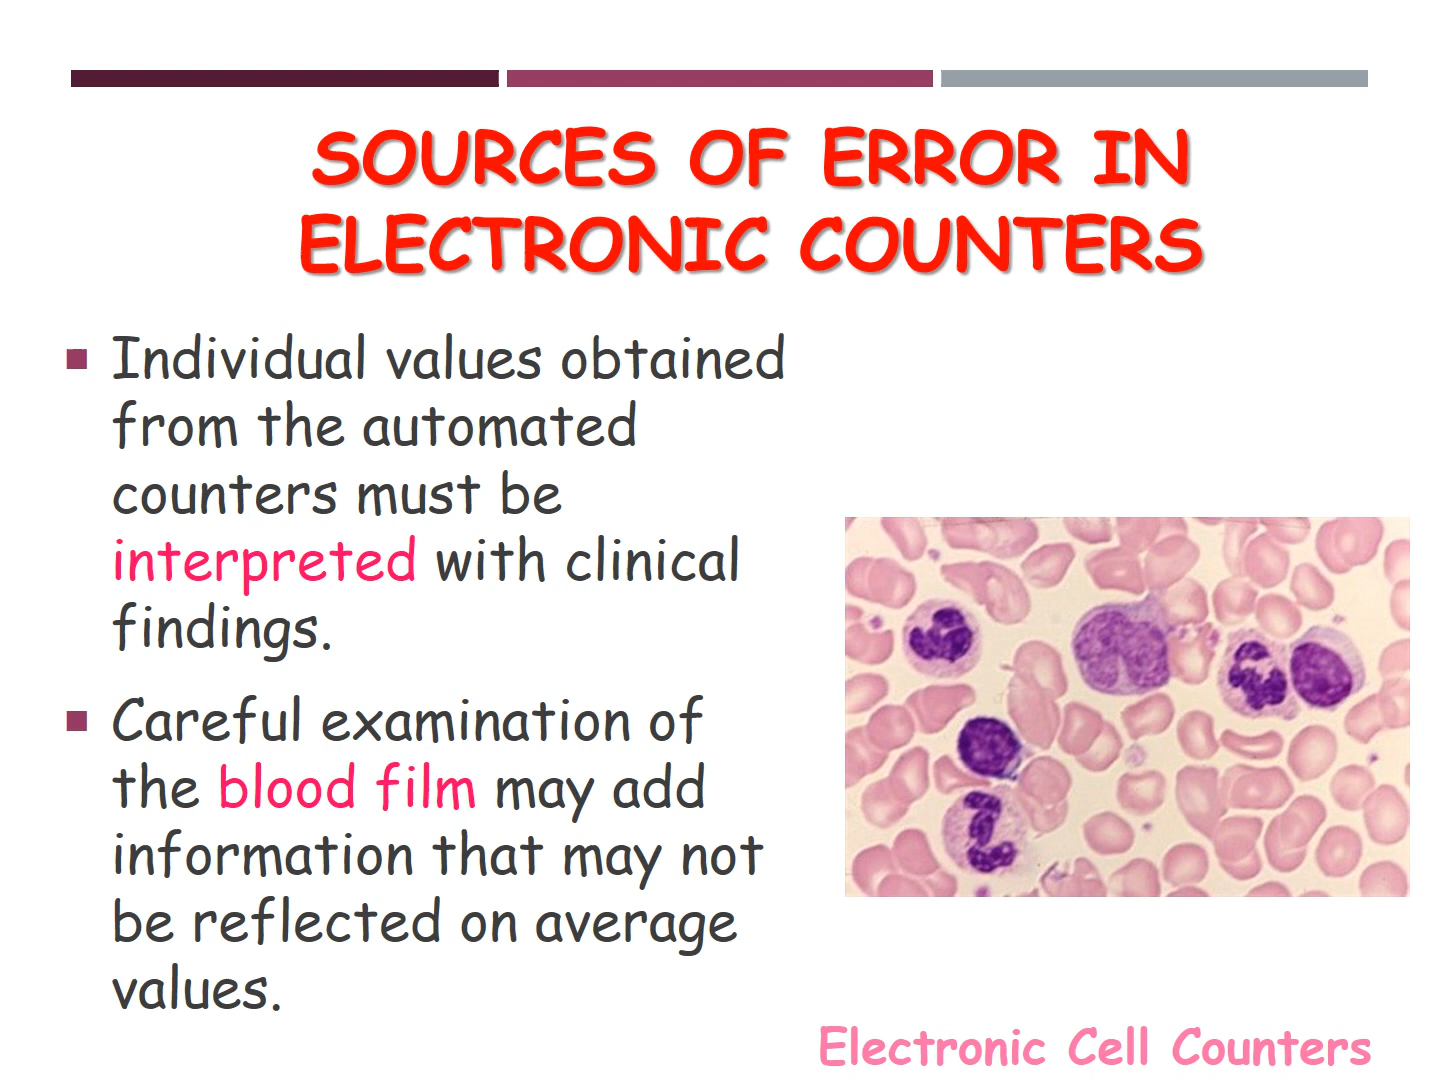 SOURCES OF ERROR IN
ELECTRONIC COUNTERS
Individual values obtained
from the automated
counters must be
interpreted with clinical
findings.
Careful examination of
the blood film may add
information that may not
be reflected on average
values.
Electronic Cell Counters